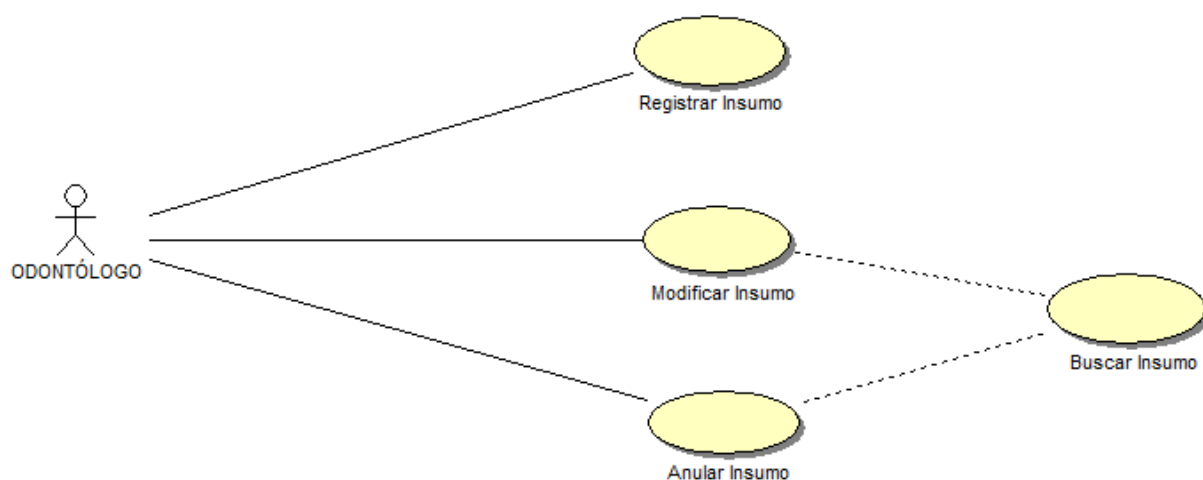 Registrar Insumo
ODONTÓLOGO
Modificar Insumo
Buscar Insumo
Anular Insumo